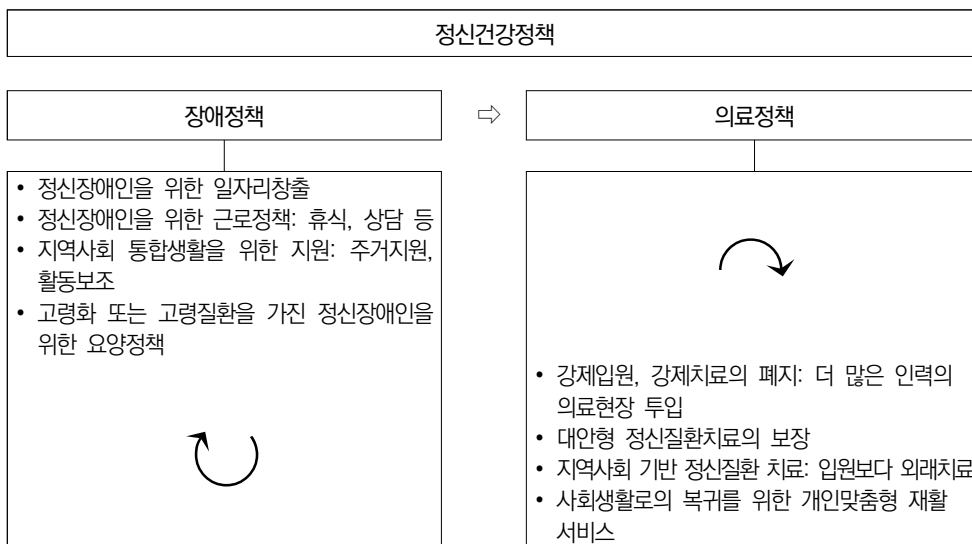 정신건강정책
장애정책
⇨
의료정책
• 정신장애인을 위한 일자리창출
• 정신장애인을 위한 근로정책: 휴식, 상담 등
• 지역사회 통합생활을 위한 지원: 주거지원,
활동보조
• 고령화 또는 고령질환을 가진 정신장애인을
위한 요양정책
• 강제입원, 강제치료의 폐지: 더 많은 인력의
의료현장 투입
• 대안형 정신질환치료의 보장
• 지역사회 기반 정신질환 치료: 입원보다 외래치료
• 사회생활로의 복귀를 위한 개인맞춤형 재활
서비스